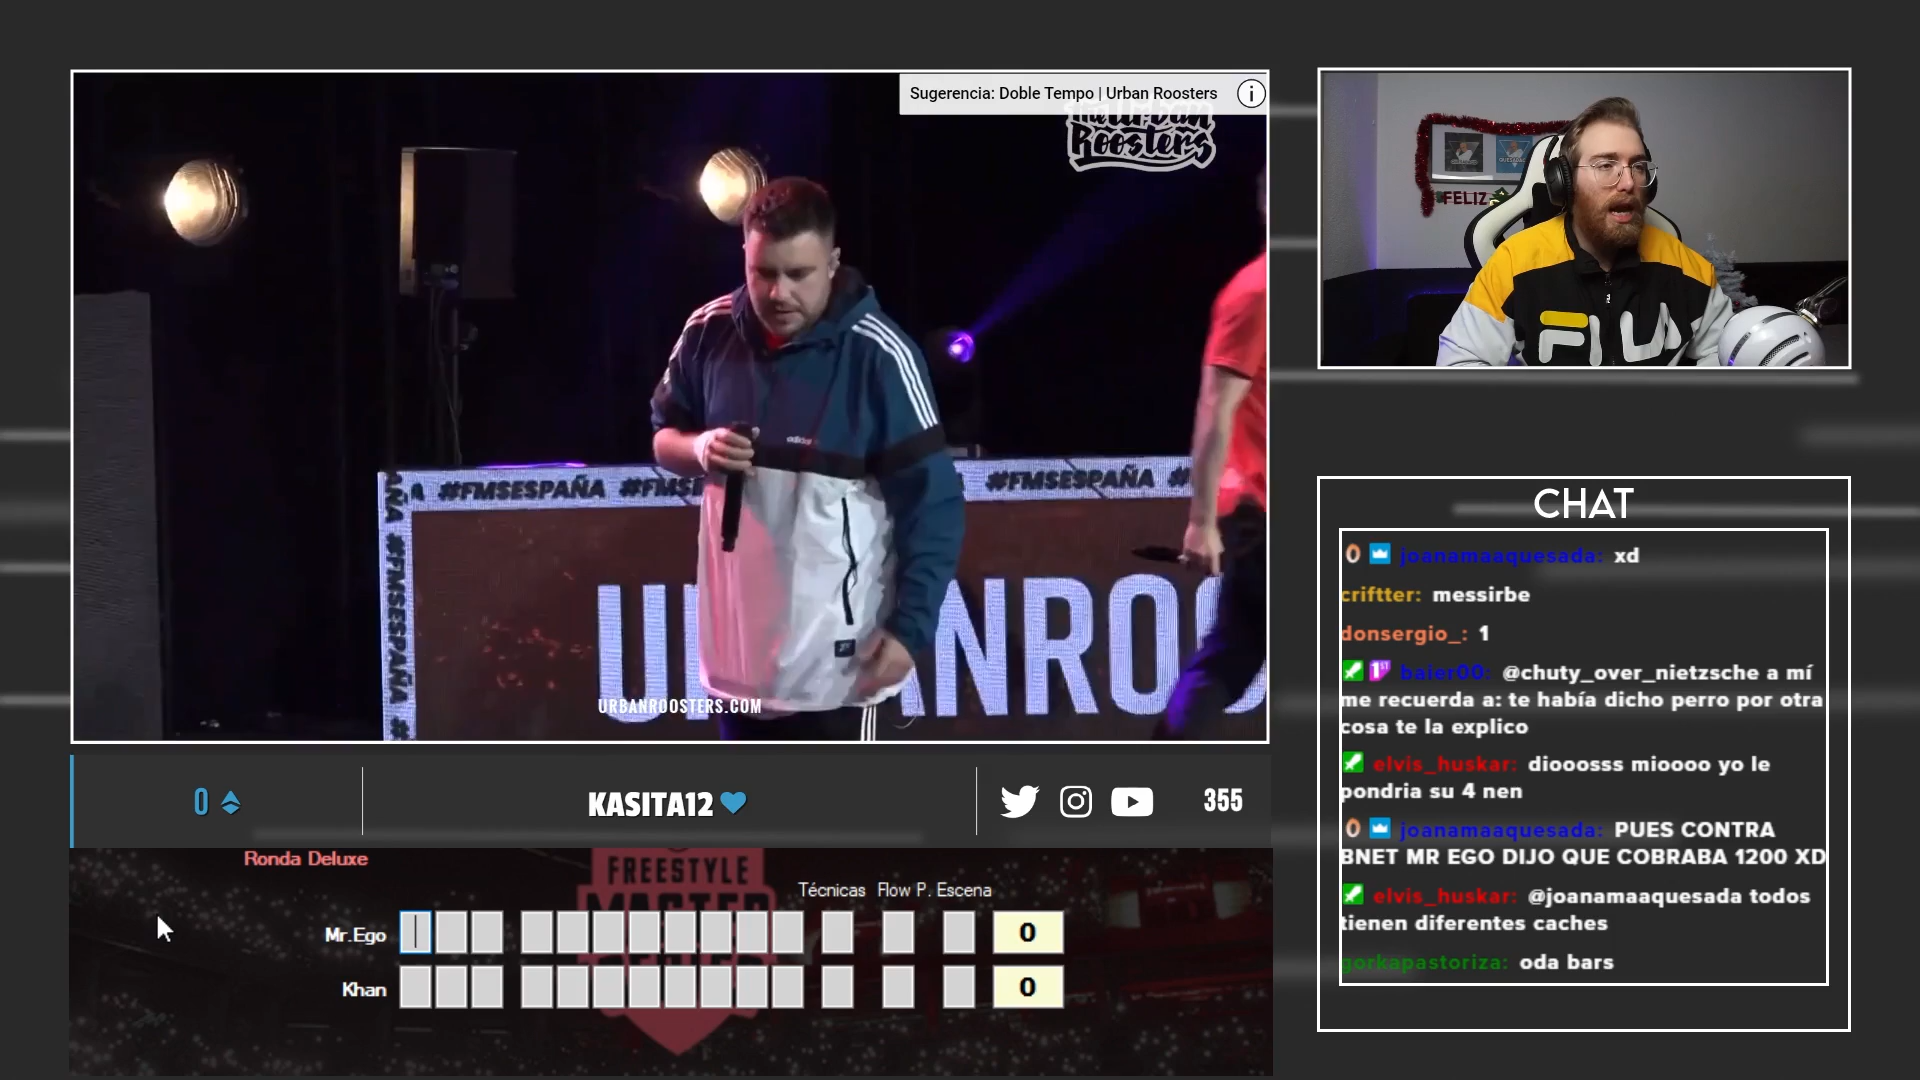 Sugerencia: Doble Tempo | Urban Roosters
The Urban
Roosters
#FMSESPAÑA
#FMSESPAÑA
#FMSESPAÑA
URBANROOSTERS.COM
FELIZ
FILA
adidas
0
KASITA12
355
Ronda Deluxe
FREESTYLE
MASTER
Técnicas Flow P. Escena
Mr.Ego 0
Khan 0
CHAT
joanamaaquesada: xd
criftter: messirbe
donsergio_: 1
baier00: @chuty_over_nietzsche a mí
me recuerda a: te había dicho perro por otra
cosa te la explico
elvis_huskar: diooosss mioooo yo le
pondria su 4 nen
joanamaaquesada: PUES CONTRA
BNET MR EGO DIJO QUE COBRABA 1200 XD
elvis_huskar: @joanamaaquesada todos
tienen diferentes caches
gorkapastoriza: oda bars